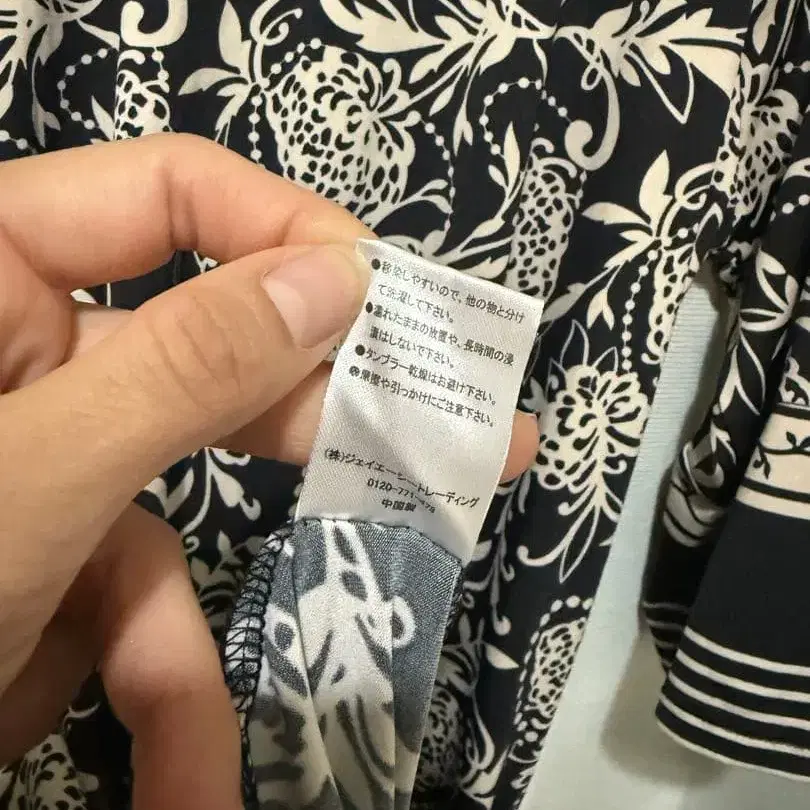 ●移染しやすいので、他の物と分け
て洗濯して下さい。
●濡れたままの放置や、長時間の浸
漬はしないで下さい。
●タンブラー乾燥はお避け下さい。
●摩擦や引っかけにご注意下さい。
(株)ジェイエーシートレーディング
0120-771-
中国製